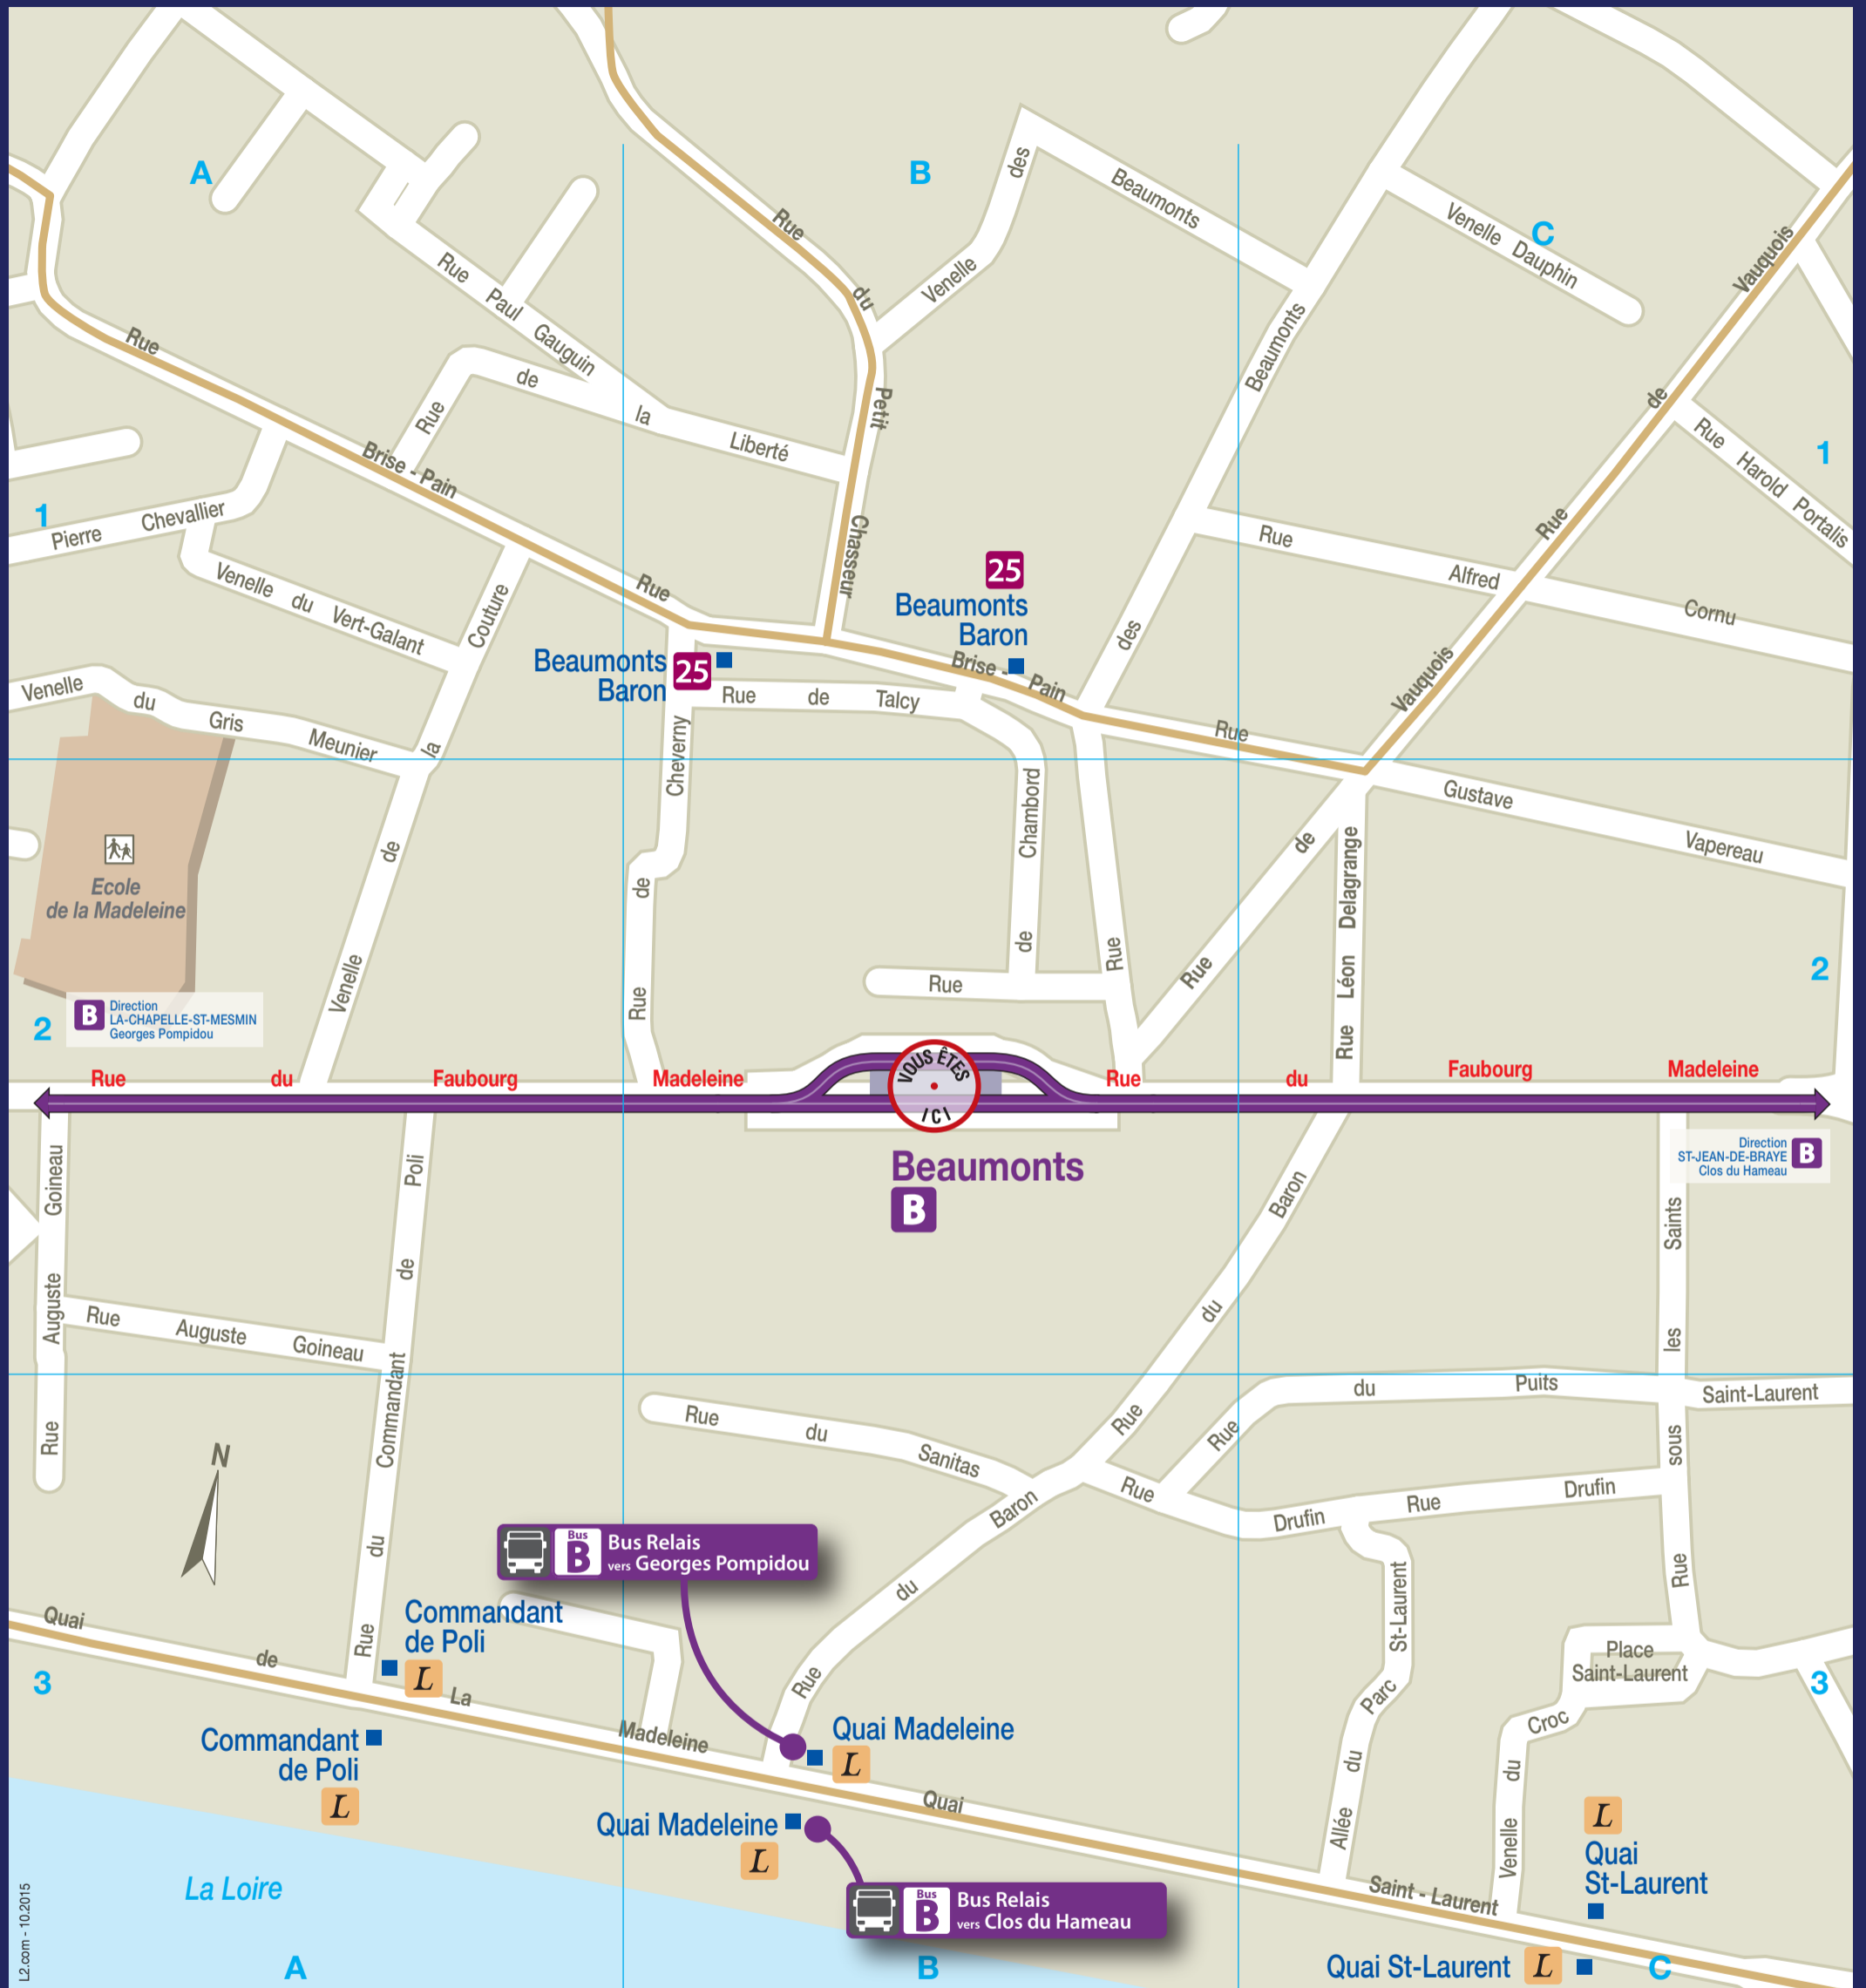 A
B
C
des
Beaumonts
Venelle
Venelle Dauphin
Rue
du
Petit
Chasseur
Rue Paul Gauguin
Vauquois
de
Rue
Vauquois
Rue
Brise - Pain
Rue
Brise - Pain
Rue
Rue de la Liberté
Beaumonts
des
Rue
Rue Harold Portalis
1
1
Pierre Chevallier
Rue Alfred Cornu
Venelle du Vert-Galant
Couture
la
de
Venelle
25
Beaumonts
Baron
Beaumonts
Baron
25
Rue de Talcy
Venelle du Gris Meunier
Cheverny
de
Rue
Chambord
de
Rue
Gustave Vapereau
de
Rue
Rue Léon Delagrange
Ecole
de la Madeleine
2
2
B
Direction
LA-CHAPELLE-ST-MESMIN
Georges Pompidou
Rue du Faubourg Madeleine
VOUS ÊTES
ICI
Rue du Faubourg Madeleine
Beaumonts
B
Direction
ST-JEAN-DE-BRAYE
Clos du Hameau
B
Rue Auguste Goineau
Rue Auguste Goineau
Rue du Commandant de Poli
Rue du Baron
Rue sous les Saints
Rue du Puits Saint-Laurent
Rue du Sanitas
Rue du Baron
Rue Drufin
Rue Drufin
N
Bus
B
Bus Relais
vers Georges Pompidou
Allée du Parc St-Laurent
Place
Saint-Laurent
Venelle du Croc
Commandant
de Poli
L
Quai de La Madeleine
3
3
Commandant
de Poli
L
Quai Madeleine
L
Quai Madeleine
L
Quai Saint - Laurent
L
Quai
St-Laurent
Bus
B
Bus Relais
vers Clos du Hameau
La Loire
Quai St-Laurent L
A
B
C
L2.com - 10.2015